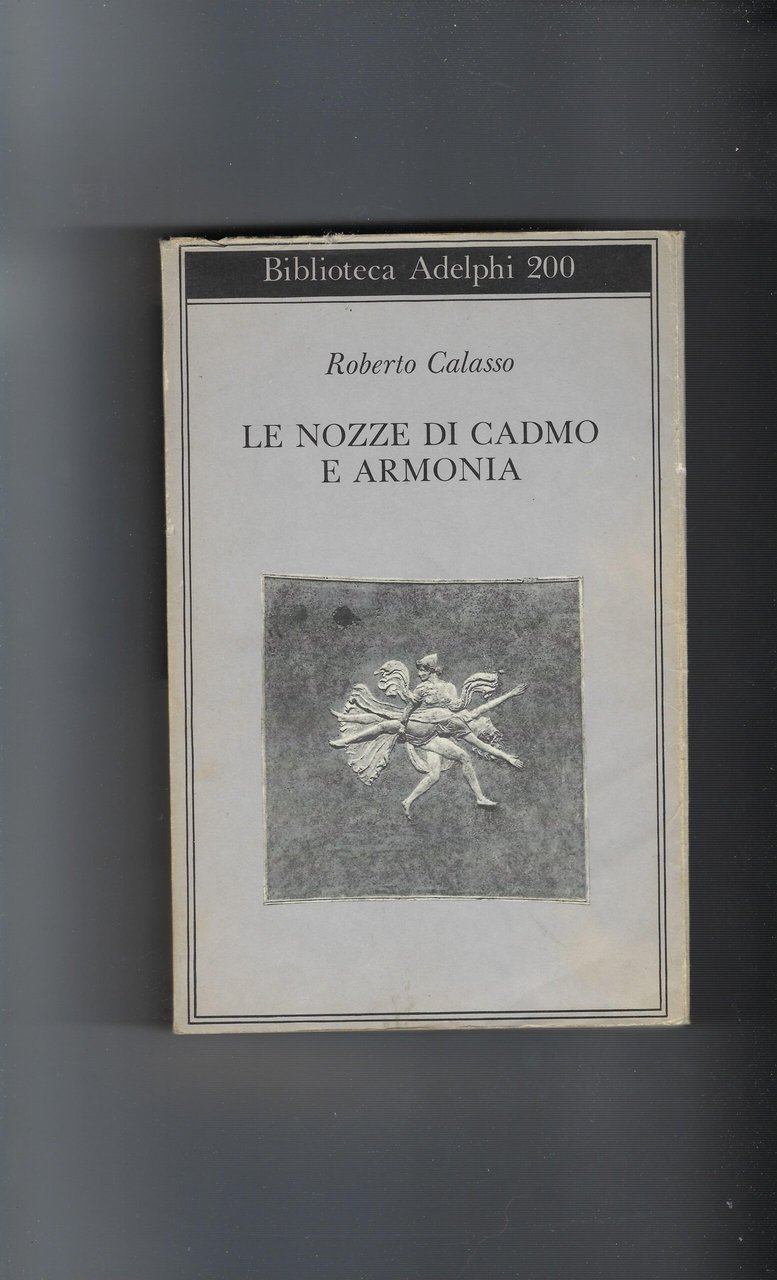 Biblioteca Adelphi 200
Roberto Calasso
LE NOZZE DI CADMO
E ARMONIA